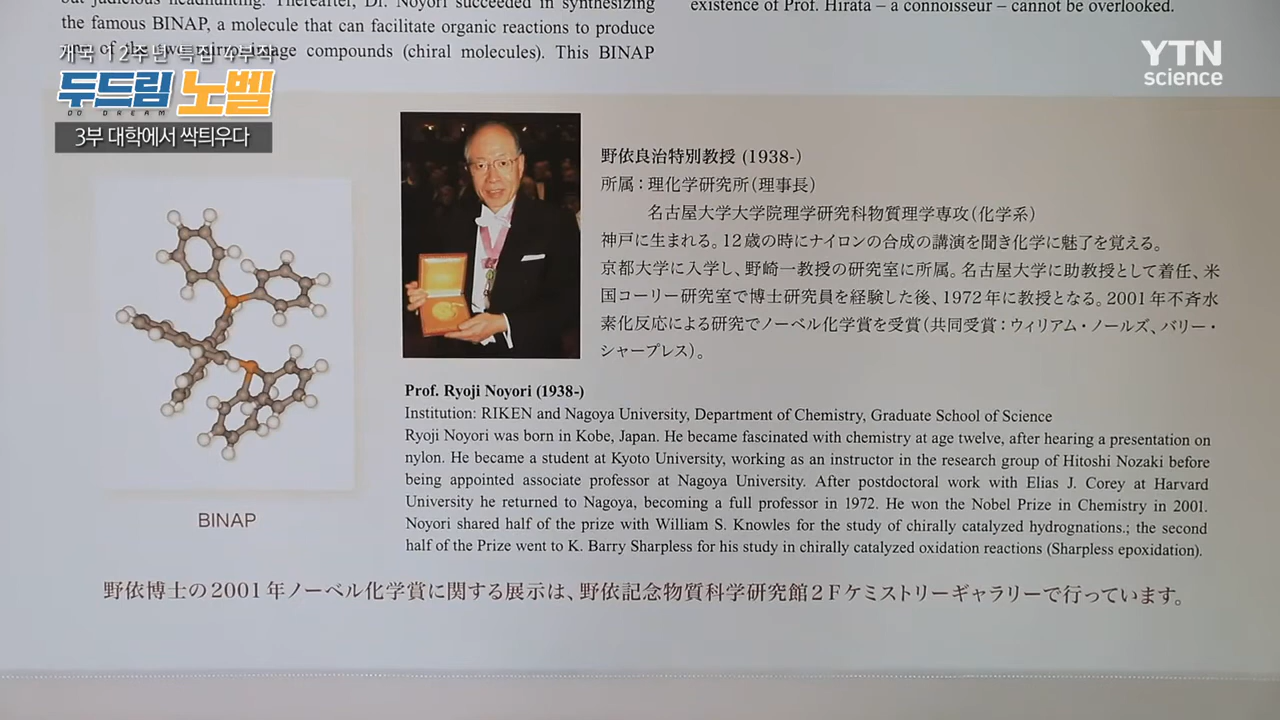 but judicious headhunting. Thereafter, Dr. Noyori succeeded in synthesizing
the famous BINAP, a molecule that can facilitate organic reactions to produce
one of the two mirror-image compounds (chiral molecules). This BINAP
existence of Prof. Hirata – a connoisseur – cannot be overlooked.
개국 12주년 특집 4부작
두드림 노벨
DO DREAM
3부 대학에서 싹틔우다
YTN
science
野依良治特別教授 (1938-)
所属：理化学研究所(理事長)
名古屋大学大学院理学研究科物質理学専攻(化学系)
神戸に生まれる。12歳の時にナイロンの合成の講演を聞き化学に魅了を覚える。
京都大学に入学し、野崎一教授の研究室に所属。名古屋大学に助教授として着任、米
国コーリー研究室で博士研究員を経験した後、1972年に教授となる。2001年不斉水
素化反応による研究でノーベル化学賞を受賞(共同受賞：ウィリアム・ノールズ、バリー・
シャープレス)。
BINAP
Prof. Ryoji Noyori (1938-)
Institution: RIKEN and Nagoya University, Department of Chemistry, Graduate School of Science
Ryoji Noyori was born in Kobe, Japan. He became fascinated with chemistry at age twelve, after hearing a presentation on
nylon. He became a student at Kyoto University, working as an instructor in the research group of Hitoshi Nozaki before
being appointed associate professor at Nagoya University. After postdoctoral work with Elias J. Corey at Harvard
University he returned to Nagoya, becoming a full professor in 1972. He won the Nobel Prize in Chemistry in 2001.
Noyori shared half of the prize with William S. Knowles for the study of chirally catalyzed hydrognations.; the second
half of the Prize went to K. Barry Sharpless for his study in chirally catalyzed oxidation reactions (Sharpless epoxidation).
野依博士の2001年ノーベル化学賞に関する展示は、野依記念物質科学研究館2Fケミストリーギャラリーで行っています。